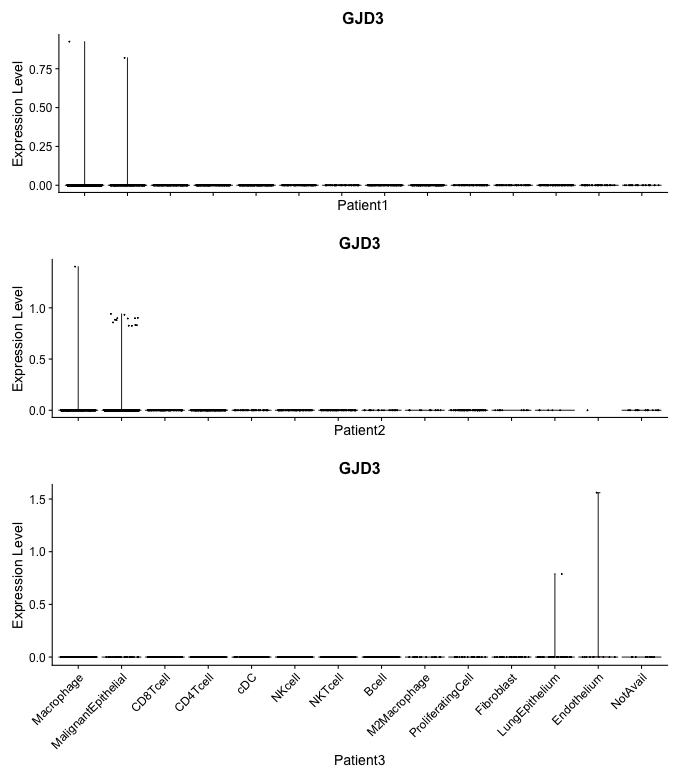 GJD3
Expression Level
0.75
0.50
0.25
0.00
Patient1
GJD3
Expression Level
1.0
0.5
0.0
Patient2
GJD3
Expression Level
1.5
1.0
0.5
0.0
Macrophage
MalignantEpithelial
CD8Tcell
CD4Tcell
cDC
NKcell
NKTcell
Bcell
M2Macrophage
ProliferatingCell
Fibroblast
LungEpithelium
Endothelium
NotAvail
Patient3